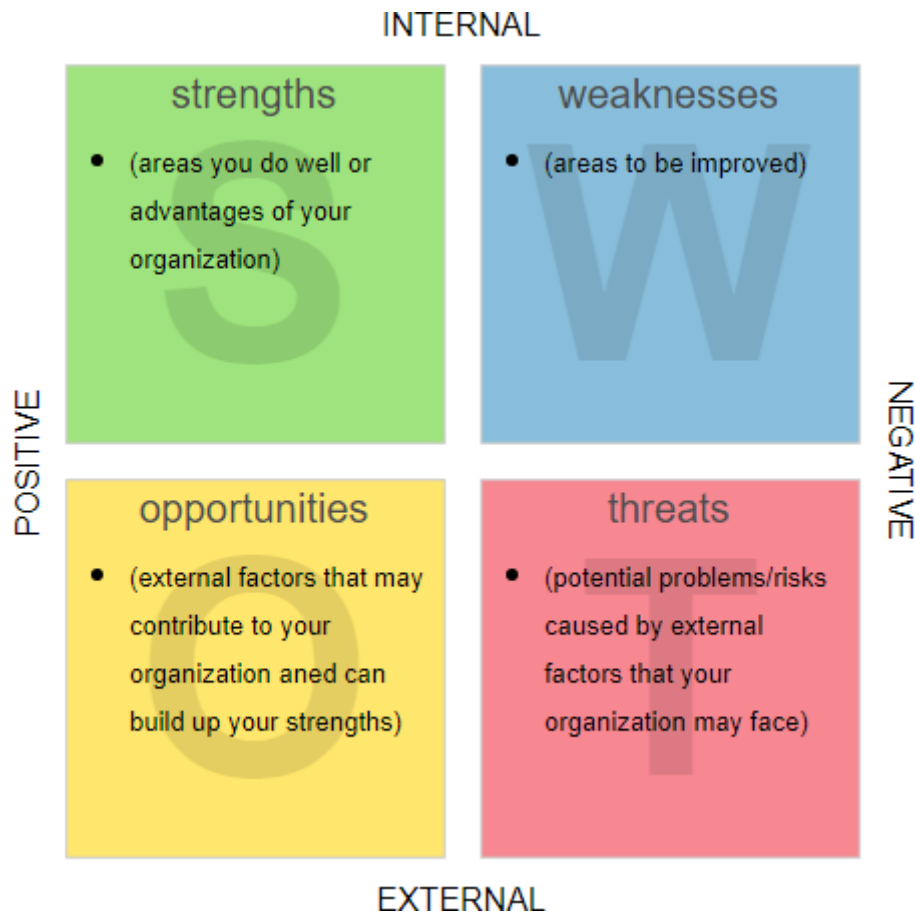 INTERNAL
strengths
• (areas you do well or
advantages of your
organization)
S
weaknesses
• (areas to be improved)
W
POSITIVE
NEGATIVE
opportunities
• (external factors that may
contribute to your
organization aned can
build up your strengths)
O
threats
• (potential problems/risks
caused by external
factors that your
organization may face)
T
EXTERNAL